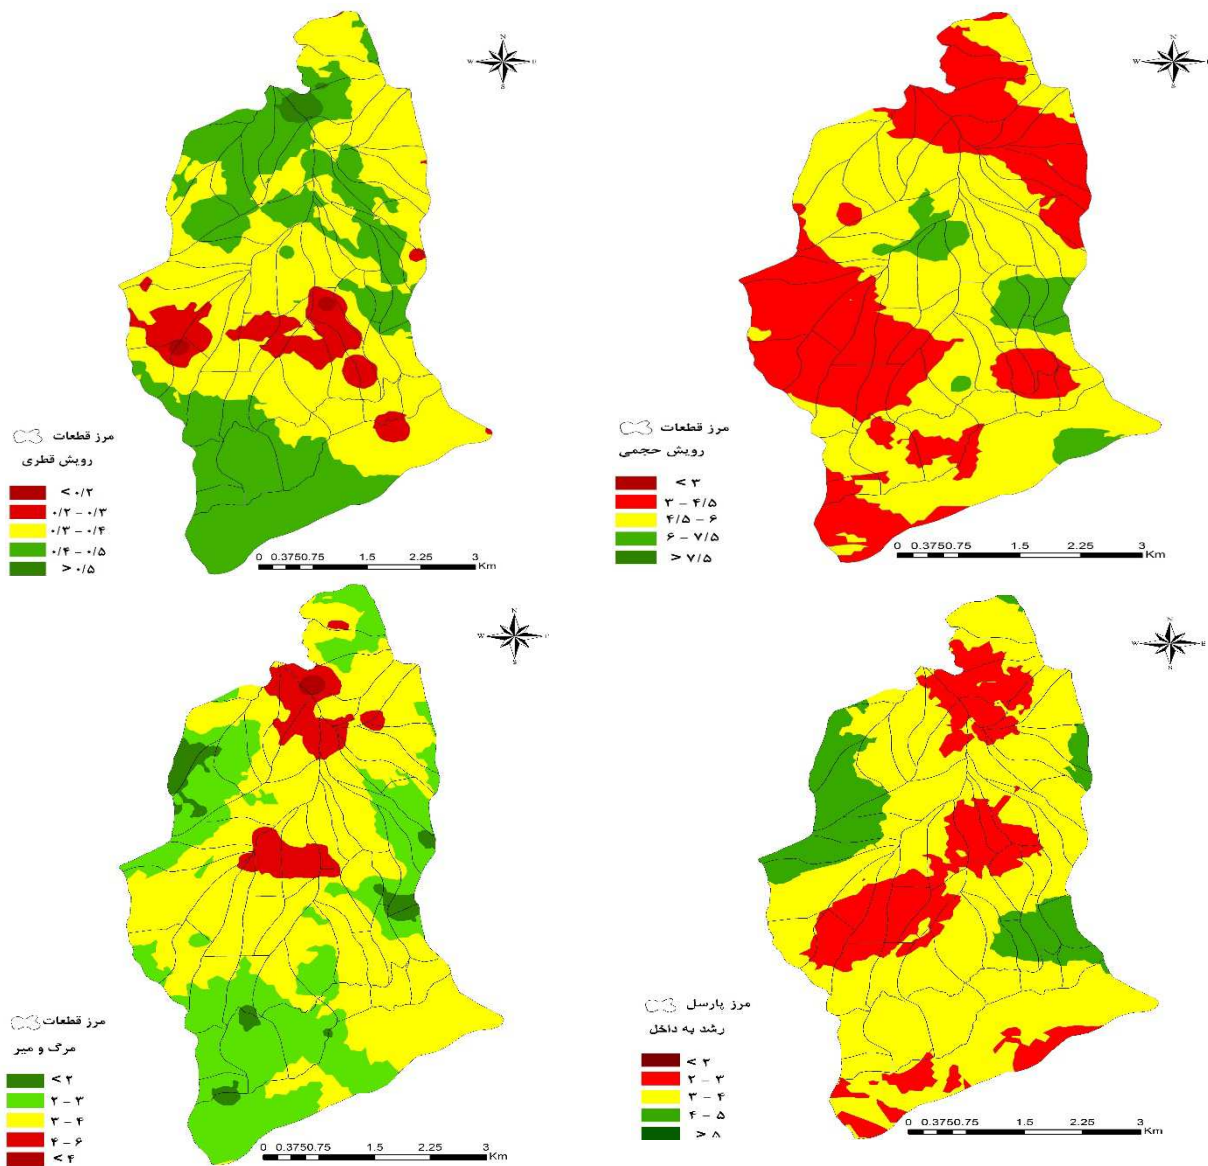 N
W E
S
مرز قطعات
رویش قطری
< ۰/۲
۰/۲ - ۰/۳
۰/۳ - ۰/۴
۰/۴ - ۰/۵
> ۰/۵
0 0.3750.75 1.5 2.25 3
Km
N
W
S
مرز قطعات
رویش حجمی
< ۳
۳ - ۴/۵
۴/۵ - ۶
۶ - ۷/۵
> ۷/۵
0 0.3750.75 1.5 2.25 3
Km
N
W E
S
مرز قطعات
مرگ و میر
< ۲
۲ - ۳
۳ - ۴
۴ - ۶
< ۴
0 0.3750.75 1.5 2.25 3
Km
N
W E
مرز پارسل
رشد به داخل
< ۲
۲ - ۳
۳ - ۴
۴ - ۵
> ۸
0 0.3750.75 1.5 2.25 3
Km